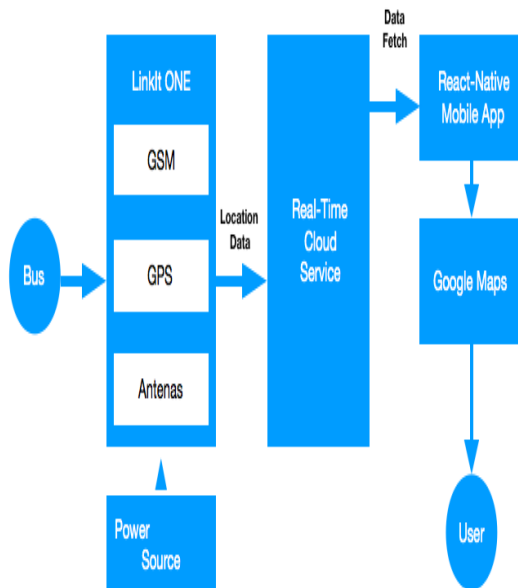 Bus
LinkIt ONE
GSM
GPS
Antenas
Power
Source
Location
Data
Real-Time
Cloud
Service
Data
Fetch
React-Native
Mobile App
Google Maps
User